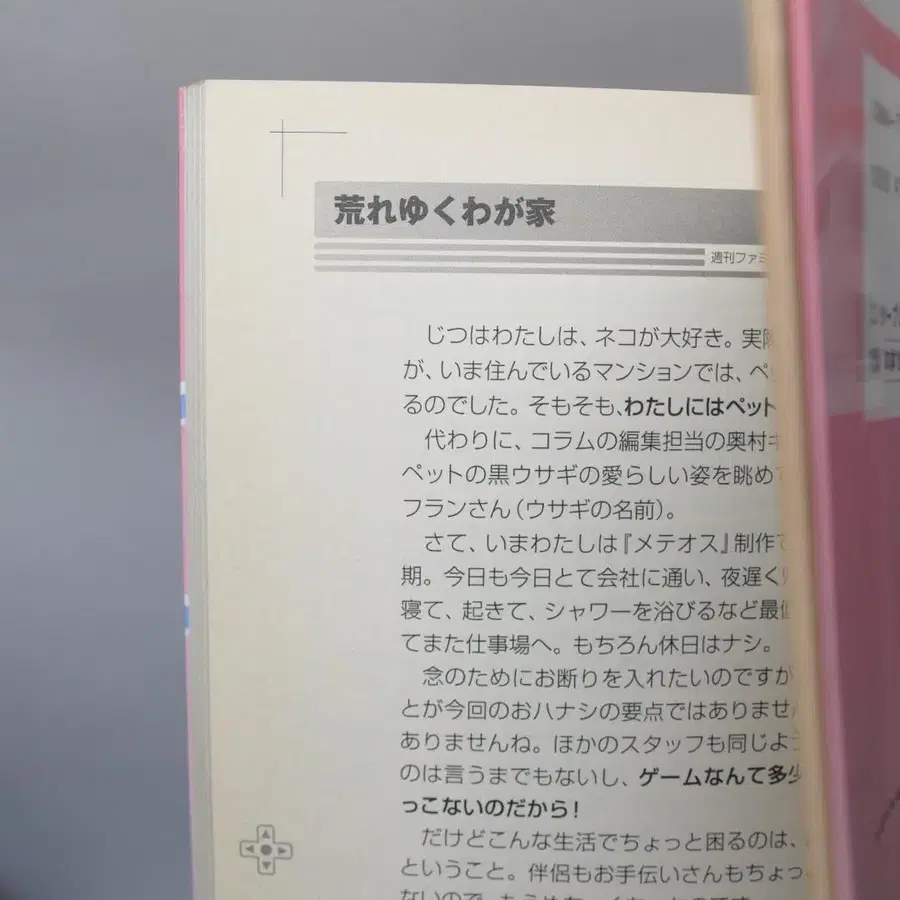 荒れゆくわが家
週刊ファミ
じつはわたしは、ネコが大好き。実際
が、いま住んでいるマンションでは、ペッ
るのでした。そもそも、わたしにはペット
代わりに、コラムの編集担当の奥村キ
ペットの黒ウサギの愛らしい姿を眺めて
フランさん(ウサギの名前)。
さて、いまわたしは『メテオス』制作で
期。今日も今日とて会社に通い、夜遅く
寝て、起きて、シャワーを浴びるなど最低
てまた仕事場へ。もちろん休日はナシ。
念のためにお断りを入れたいのですが
とが今回のおハナシの要点ではありませ
ありませんね。ほかのスタッフも同じよう
のは言うまでもないし、ゲームなんて多少
っこないのだから!
だけどこんな生活でちょっと困るのは、
ということ。伴侶もお手伝いさんもちょっ